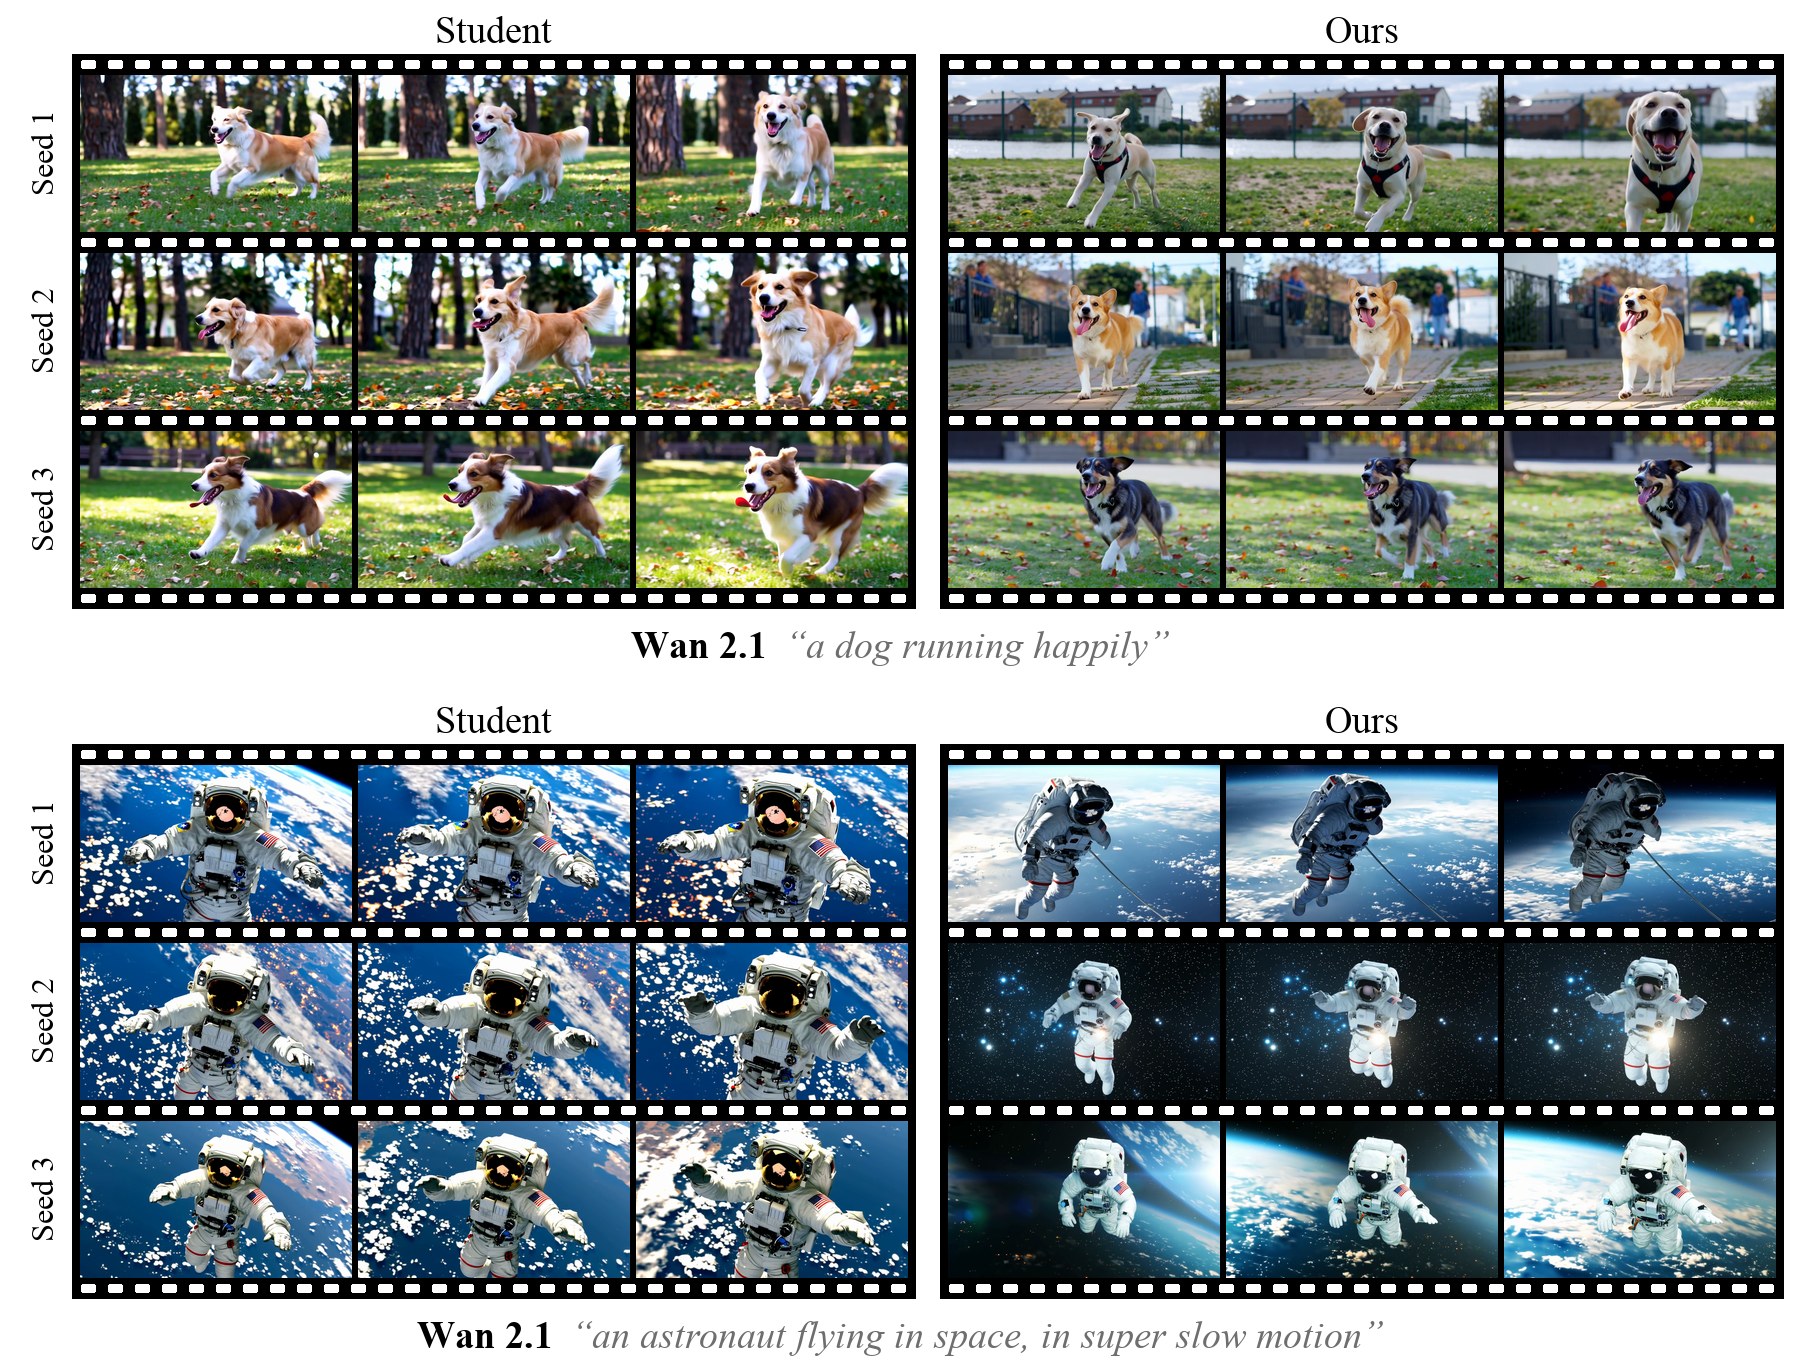 Student
Ours
Seed 1
Seed 2
Seed 3
Wan 2.1 “a dog running happily”
Student
Ours
Seed 1
Seed 2
Seed 3
Wan 2.1 “an astronaut flying in space, in super slow motion”